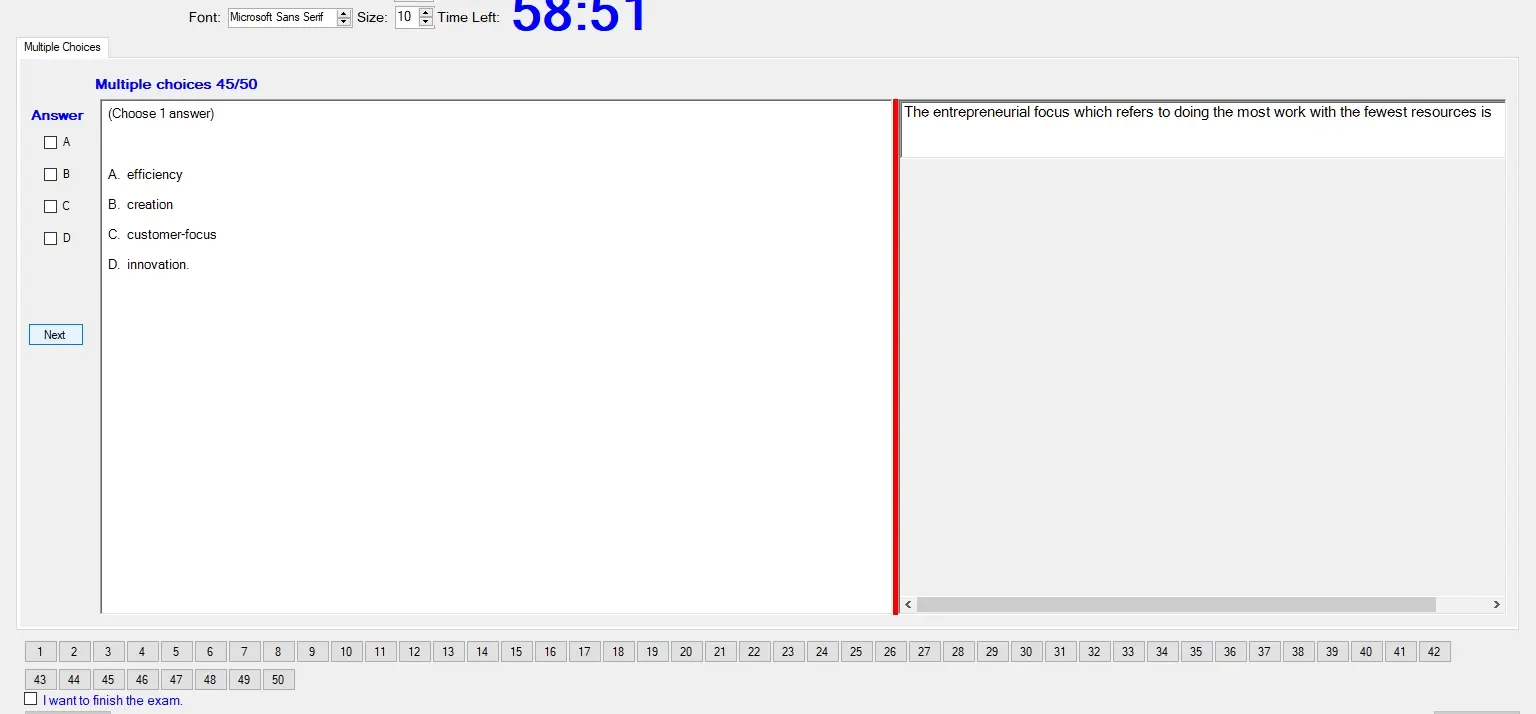 Font: Microsoft Sans Serif Size: 10 Time Left: 58:51
Multiple Choices
Multiple choices 45/50
Answer
(Choose 1 answer)
The entrepreneurial focus which refers to doing the most work with the fewest resources is
A
B
C
D
A. efficiency
B. creation
C. customer-focus
D. innovation.
Next
1 2 3 4 5 6 7 8 9 10 11 12 13 14 15 16 17 18 19 20 21 22 23 24 25 26 27 28 29 30 31 32 33 34 35 36 37 38 39 40 41 42
43 44 45 46 47 48 49 50
I want to finish the exam.